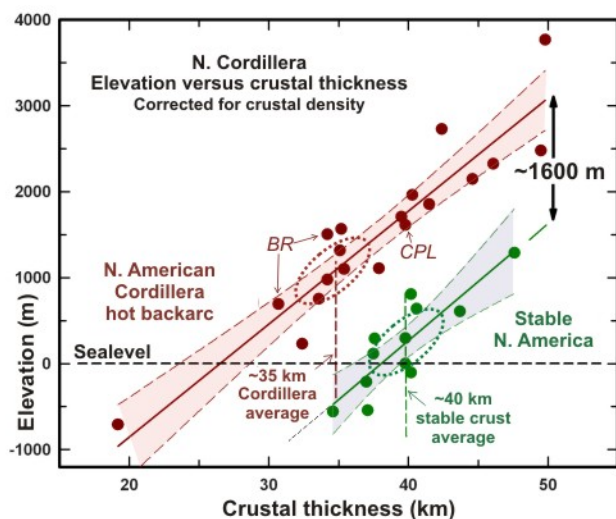 4000
N. Cordillera
Elevation versus crustal thickness
Corrected for crustal density
3000
~1600 m
2000
BR
CPL
1000
N. American
Cordillera
hot backarc
Stable
N. America
Sealevel
0
~35 km
Cordillera
average
~40 km
stable crust
average
-1000
Elevation (m)
20
30
40
50
Crustal thickness (km)